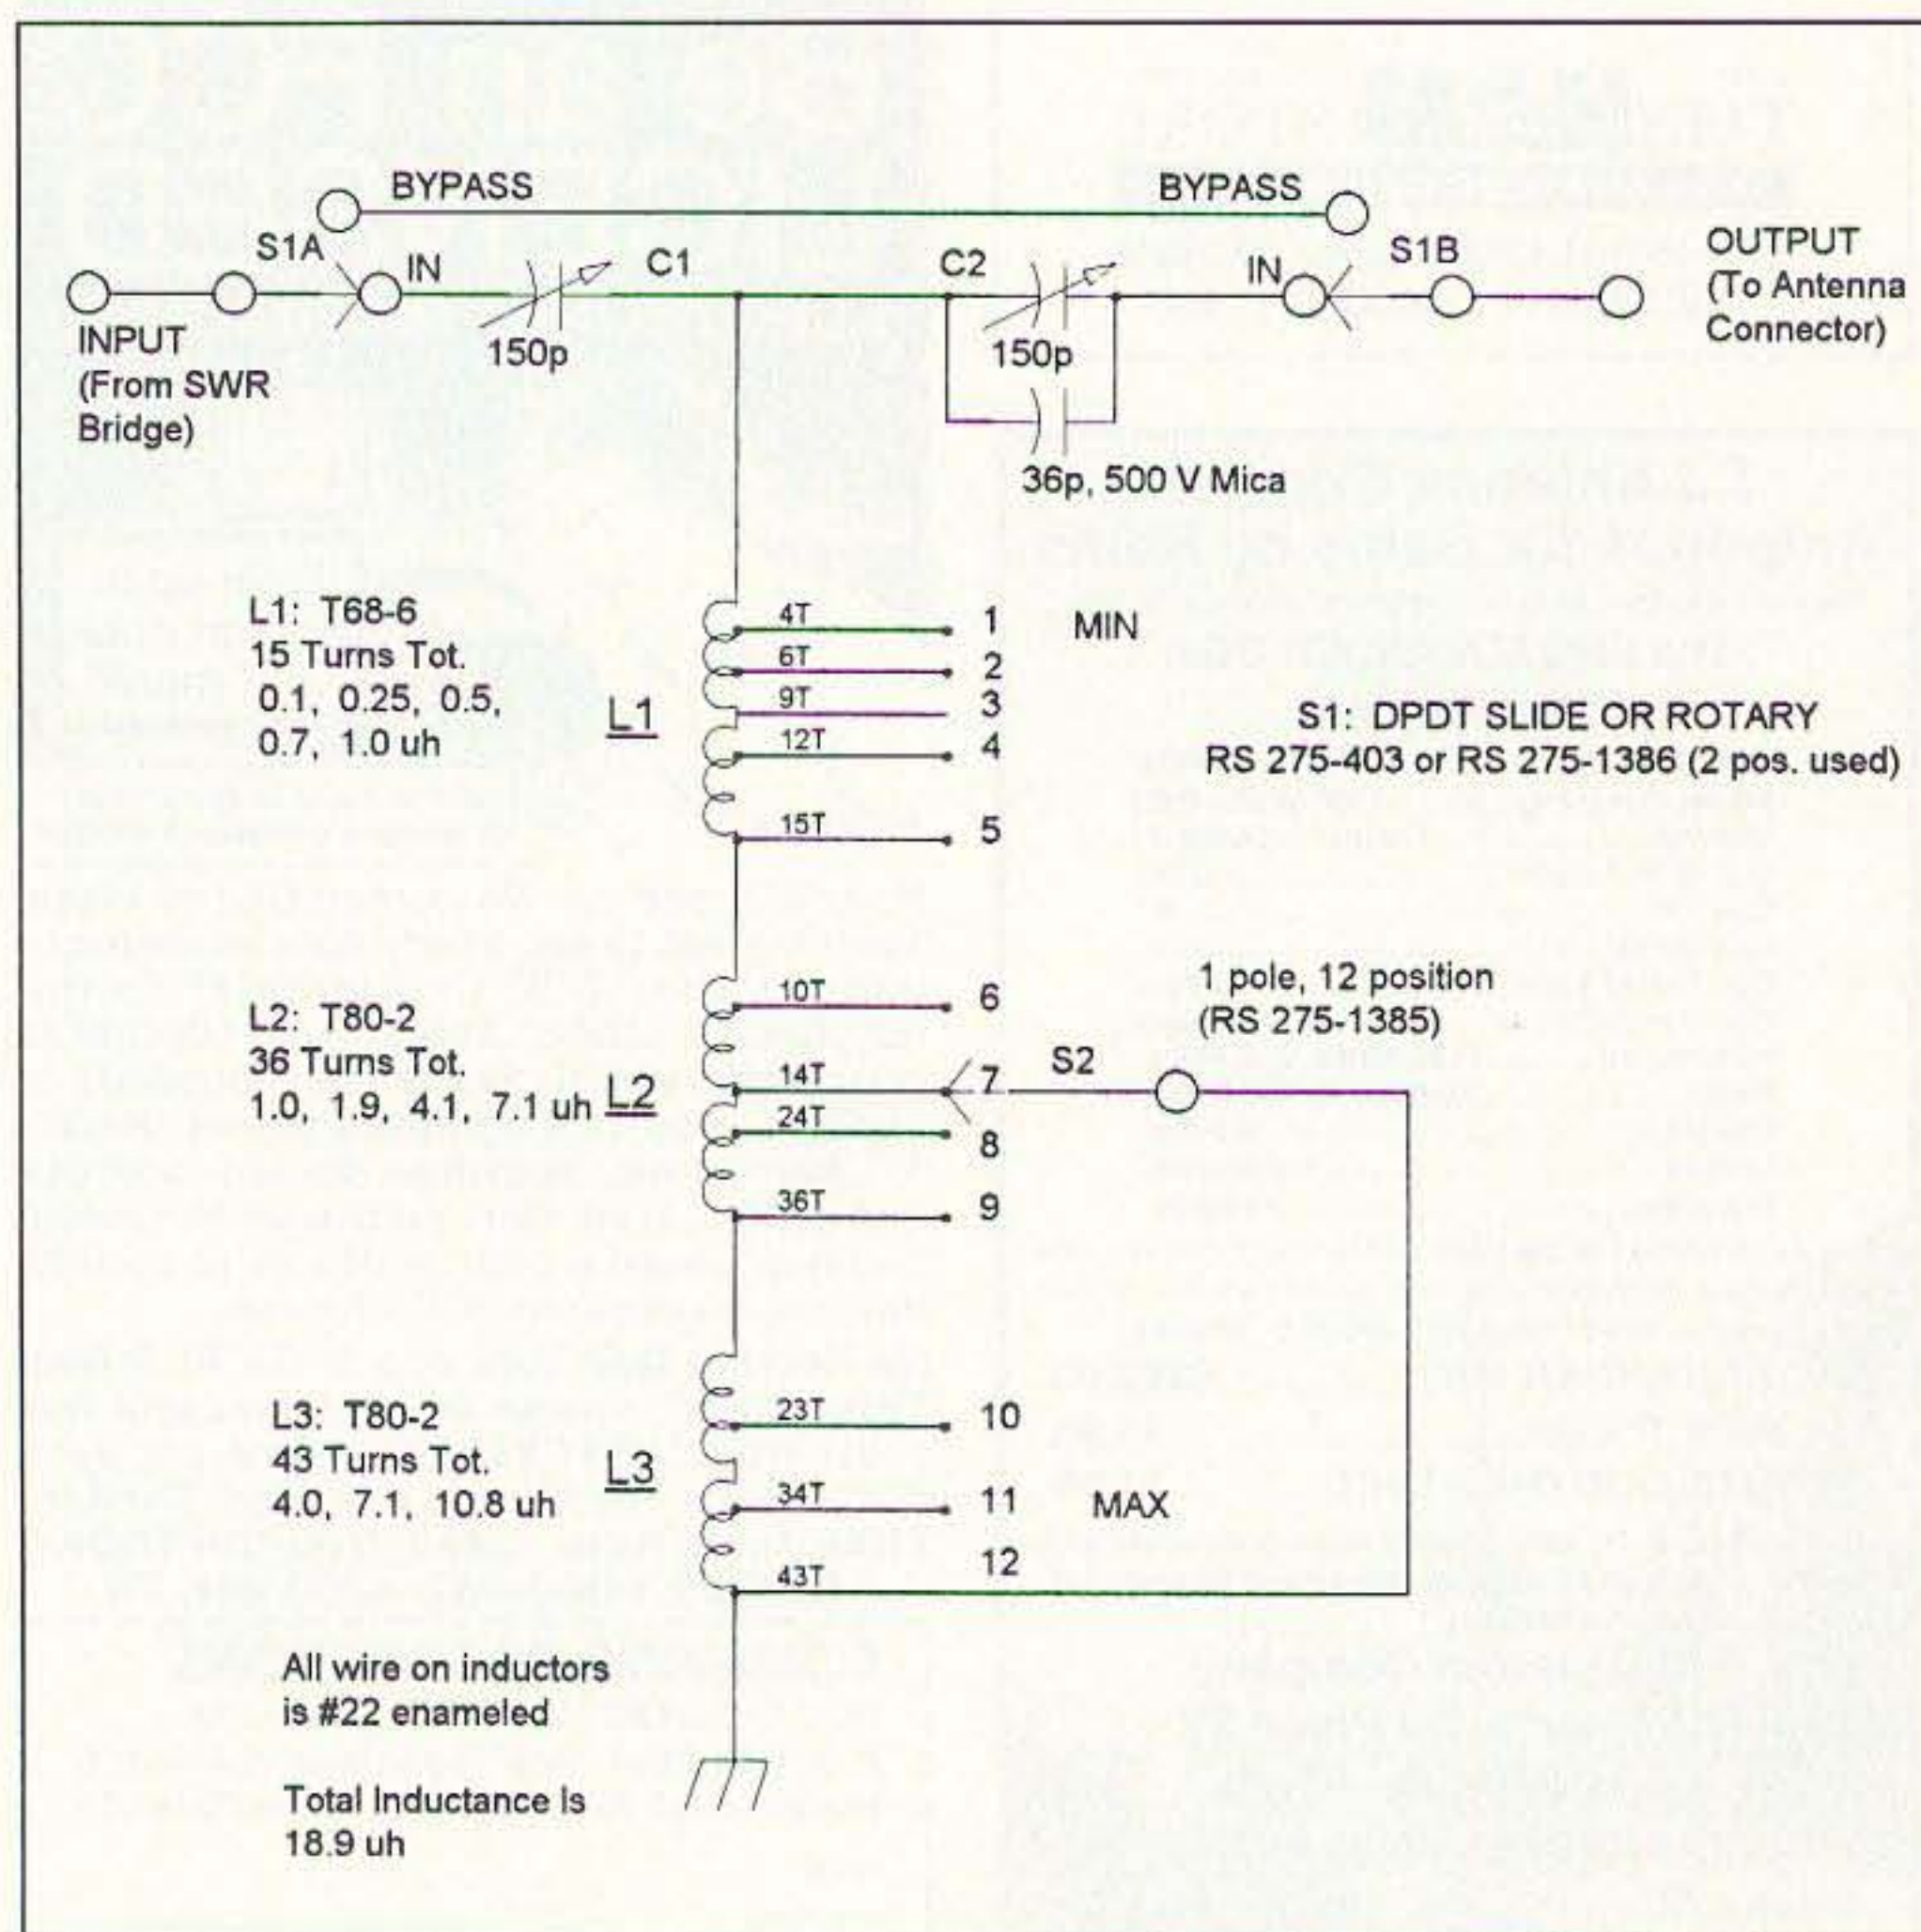 BYPASS
BYPASS
S1A
IN
C1
C2
IN
S1B
OUTPUT
(To Antenna
Connector)
INPUT
(From SWR
Bridge)
150p
150p
36p, 500 V Mica
L1: T68-6
15 Turns Tot.
0.1, 0.25, 0.5,
0.7, 1.0 uh
L1
4T
1
MIN
6T
2
9T
3
12T
4
15T
5
S1: DPDT SLIDE OR ROTARY
RS 275-403 or RS 275-1386 (2 pos. used)
L2: T80-2
36 Turns Tot.
1.0, 1.9, 4.1, 7.1 uh
L2
10T
6
14T
7
24T
8
36T
9
S2
1 pole, 12 position
(RS 275-1385)
L3: T80-2
43 Turns Tot.
4.0, 7.1, 10.8 uh
L3
23T
10
34T
11
MAX
43T
12
All wire on inductors
is #22 enameled
Total Inductance Is
18.9 uh